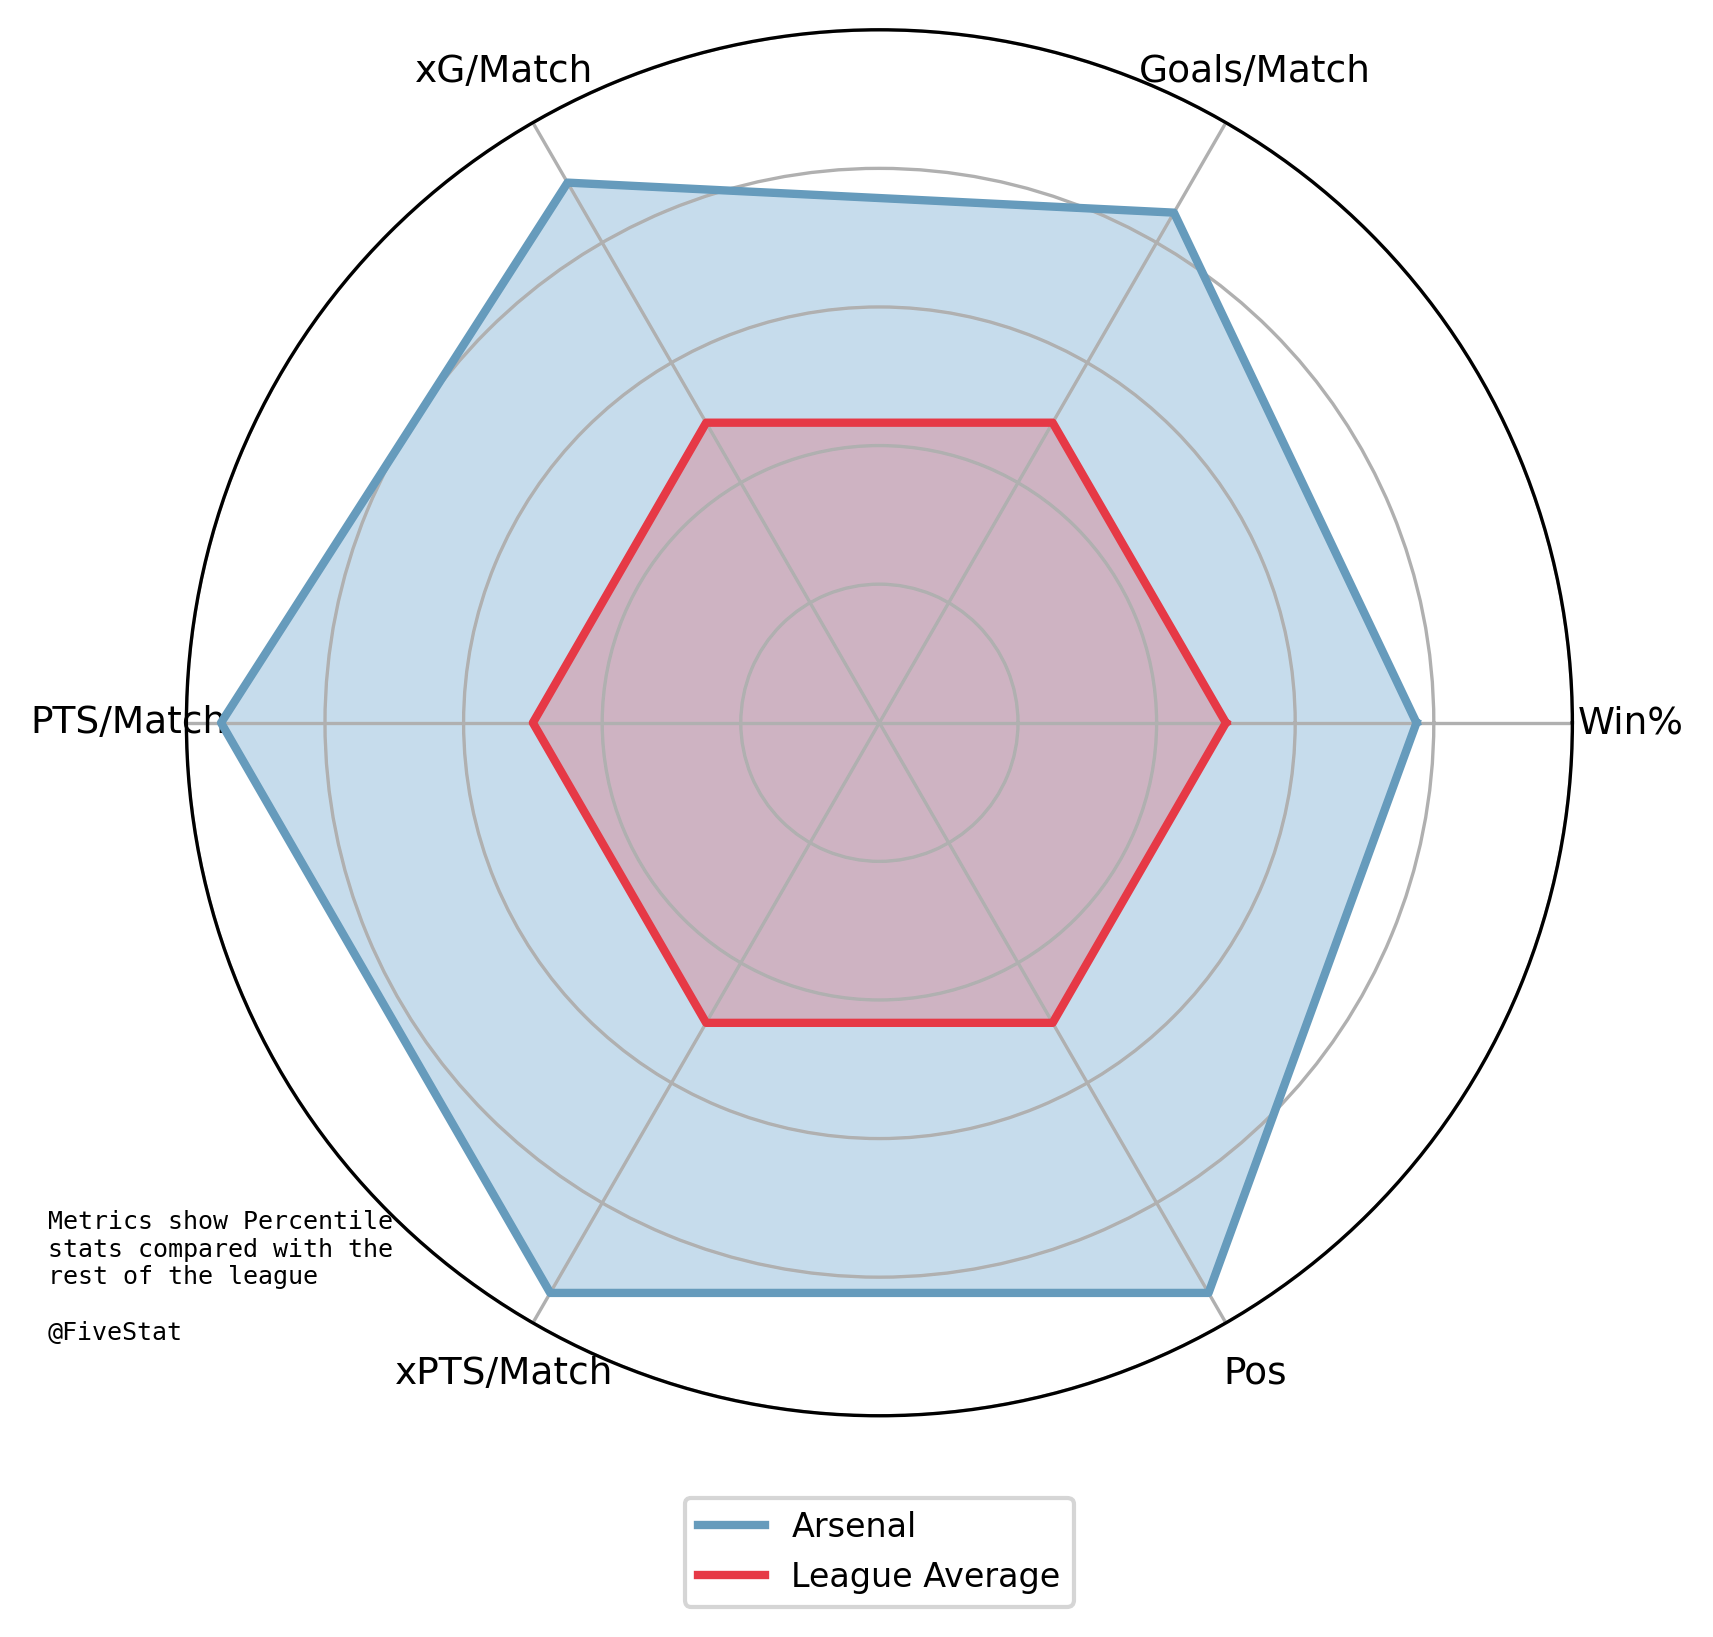 xG/Match
Goals/Match
PTS/Match
Win%
Metrics show Percentile
stats compared with the
rest of the league
@FiveStat
xPTS/Match
Pos
Arsenal
League Average